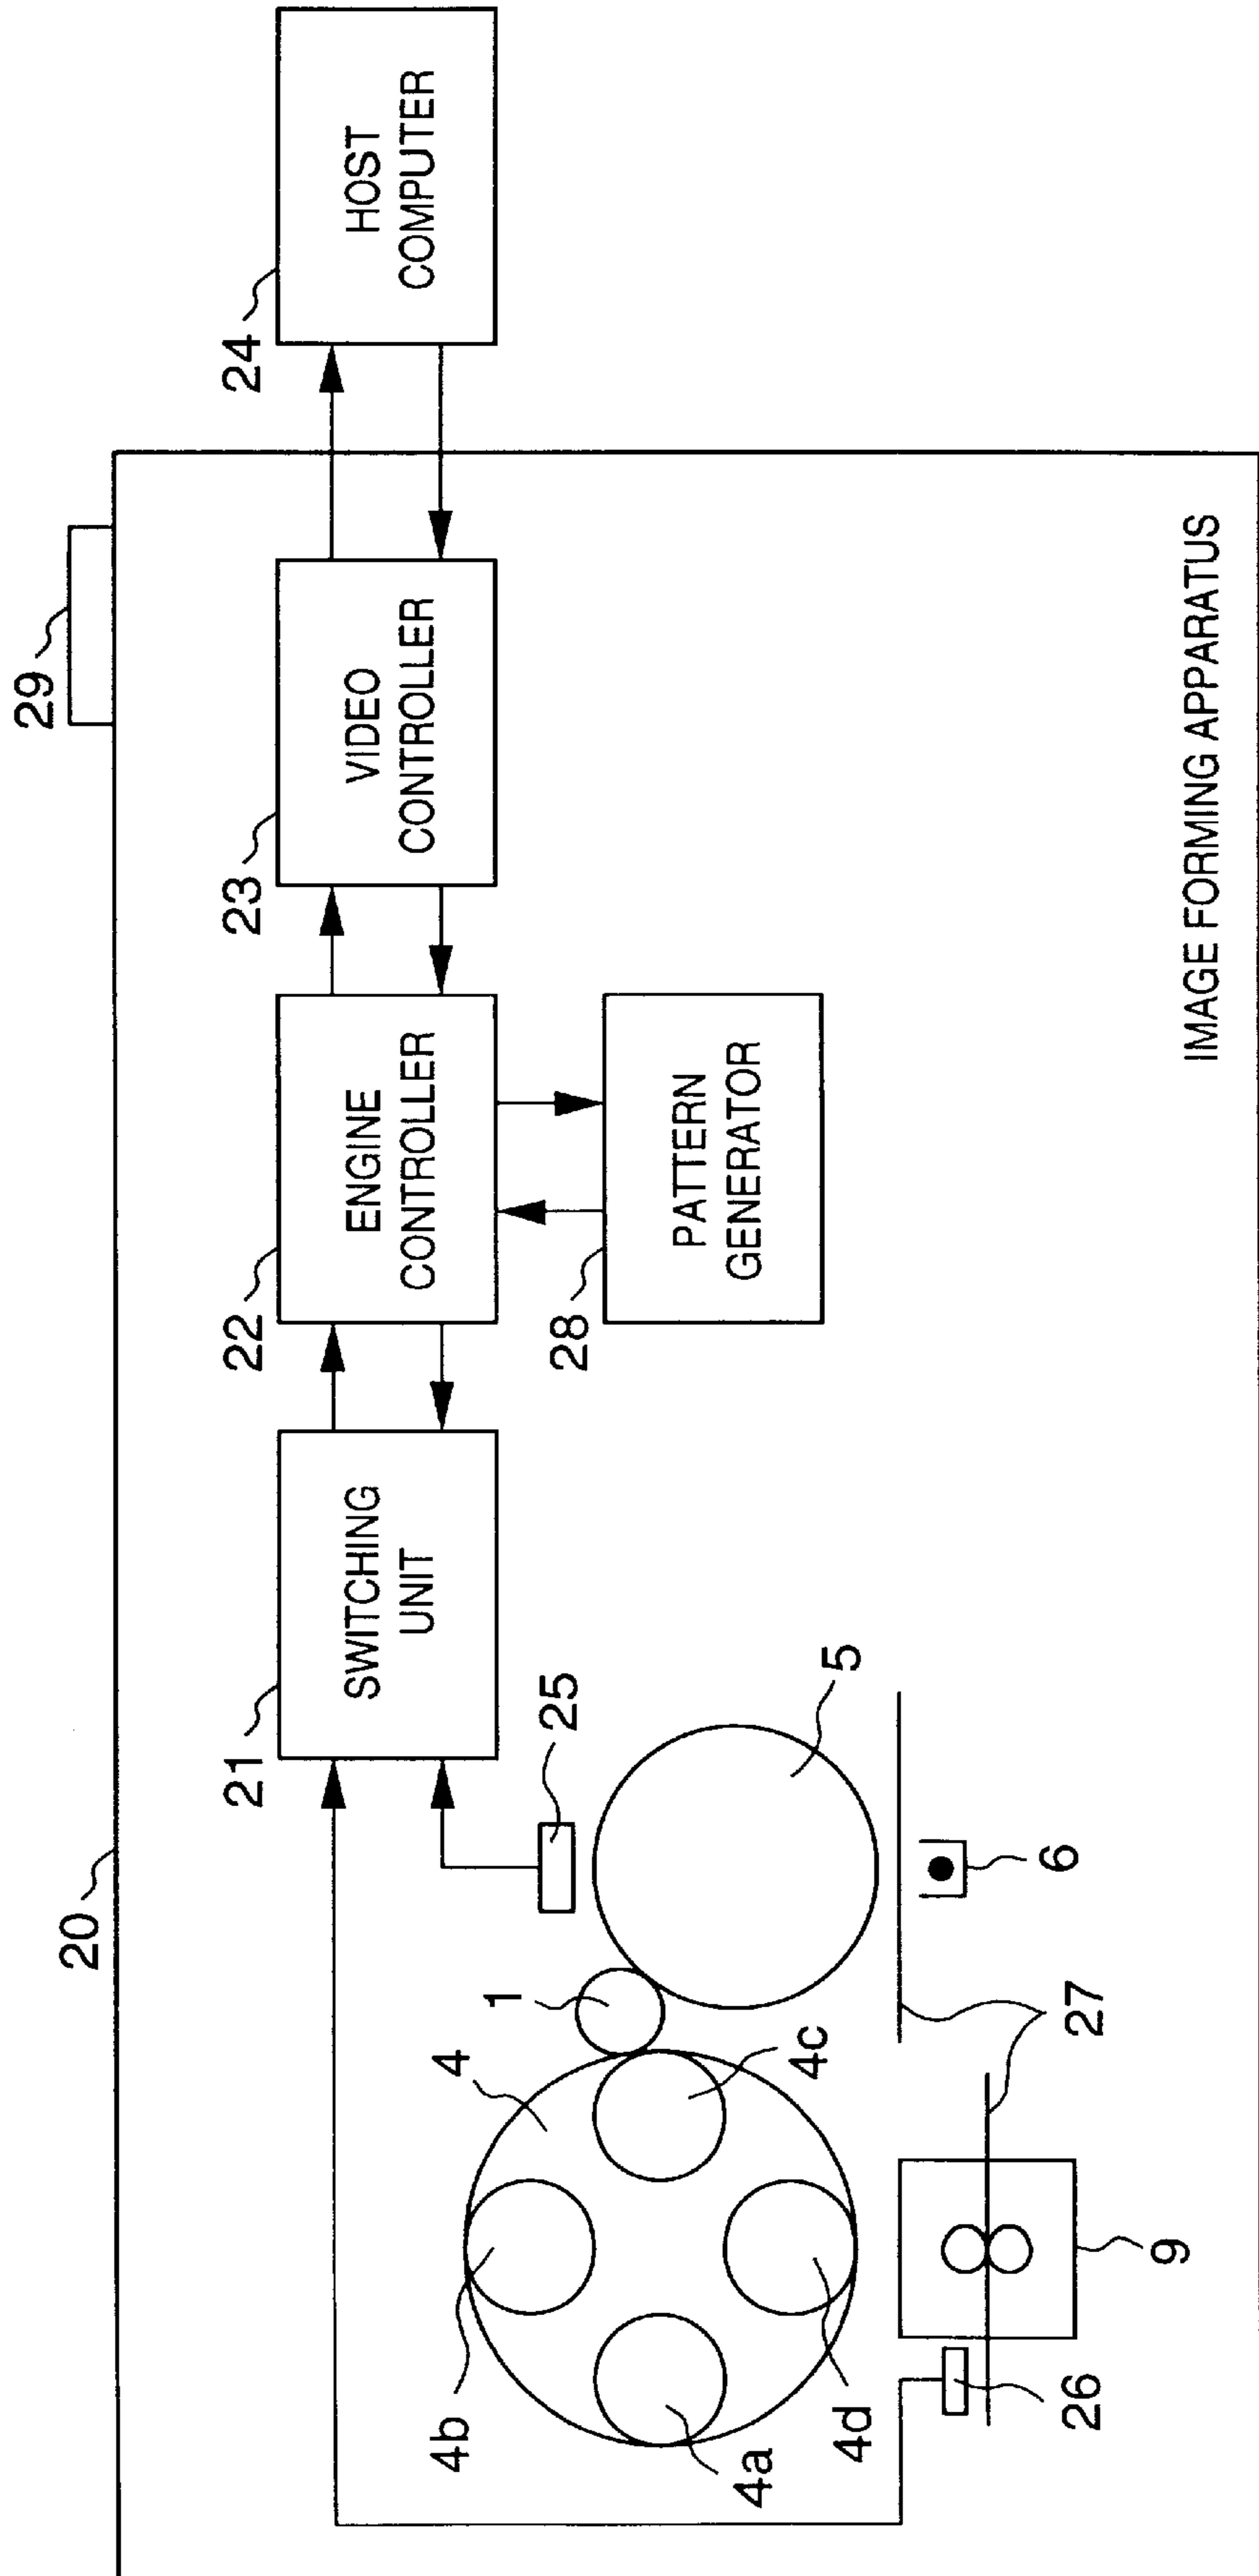 29
20
24
HOST
COMPUTER
23
VIDEO
CONTROLLER
22
ENGINE
CONTROLLER
21
SWITCHING
UNIT
28
PATTERN
GENERATOR
25
5
1
4
4c
4b
4a
4d
6
27
9
26
IMAGE FORMING APPARATUS